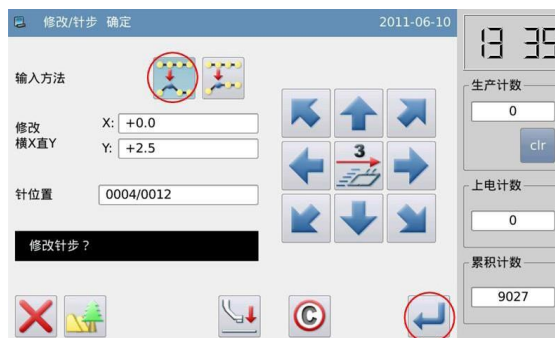 修改/针步 确定
2011-06-10
13 35
输入方法
生产计数
0
修改
横X直Y
X: +0.0
Y: +2.5
3
clr
针位置
0004/0012
上电计数
0
修改针步？
累积计数
9027
C